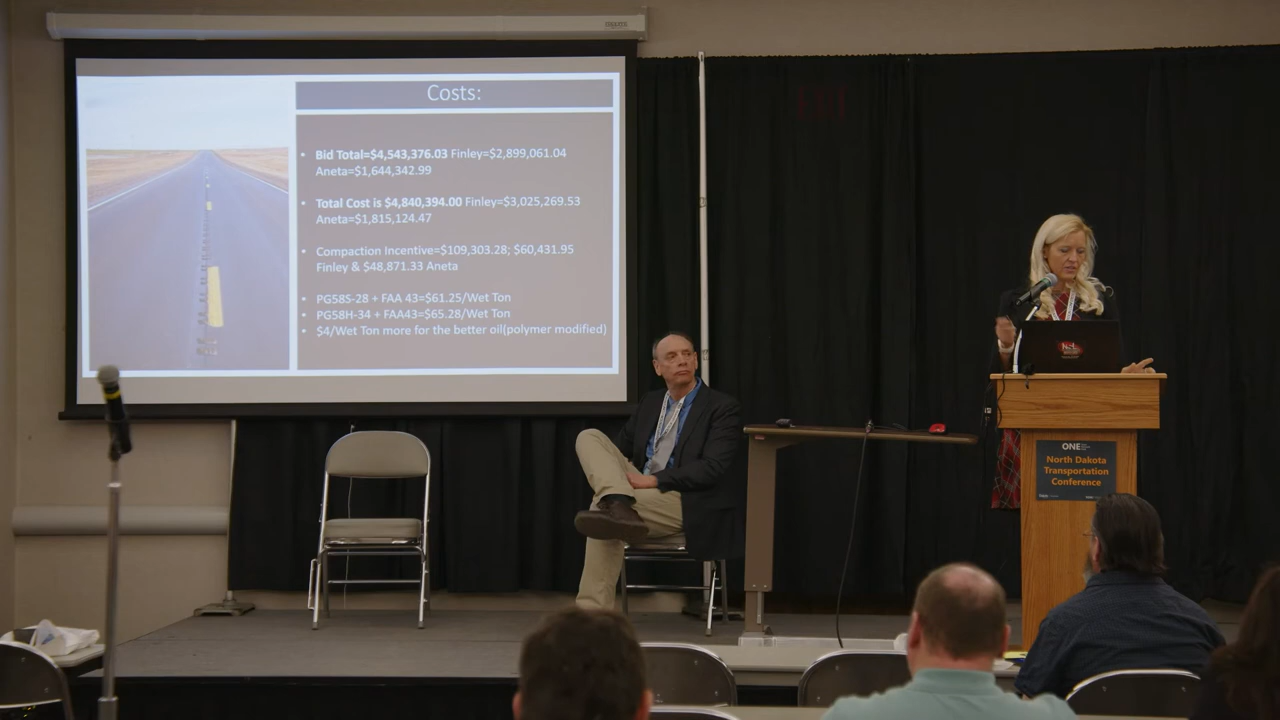 Costs:
• Bid Total=$4,543,376.03 Finley=$2,899,061.04
Aneta=$1,644,342.99
• Total Cost is $4,840,394.00 Finley=$3,025,269.53
Aneta=$1,815,124.47
• Compaction Incentive=$109,303.28; $60,431.95
Finley & $48,871.33 Aneta
• PG58S-28 + FAA 43=$61.25/Wet Ton
• PG58H-34 + FAA43=$65.28/Wet Ton
• $4/Wet Ton more for the better oil(polymer modified)
ONE
North Dakota
Transportation
Conference